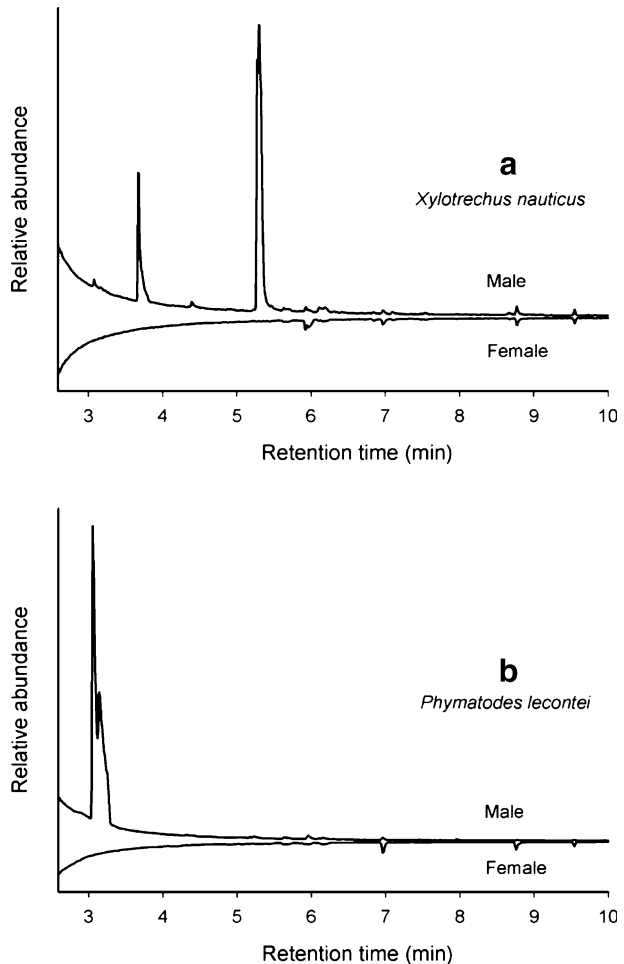 Relative abundance
a
Xylotrechus nauticus
Male
Female
3 4 5 6 7 8 9 10
Retention time (min)
Relative abundance
b
Phymatodes lecontei
Male
Female
3 4 5 6 7 8 9 10
Retention time (min)